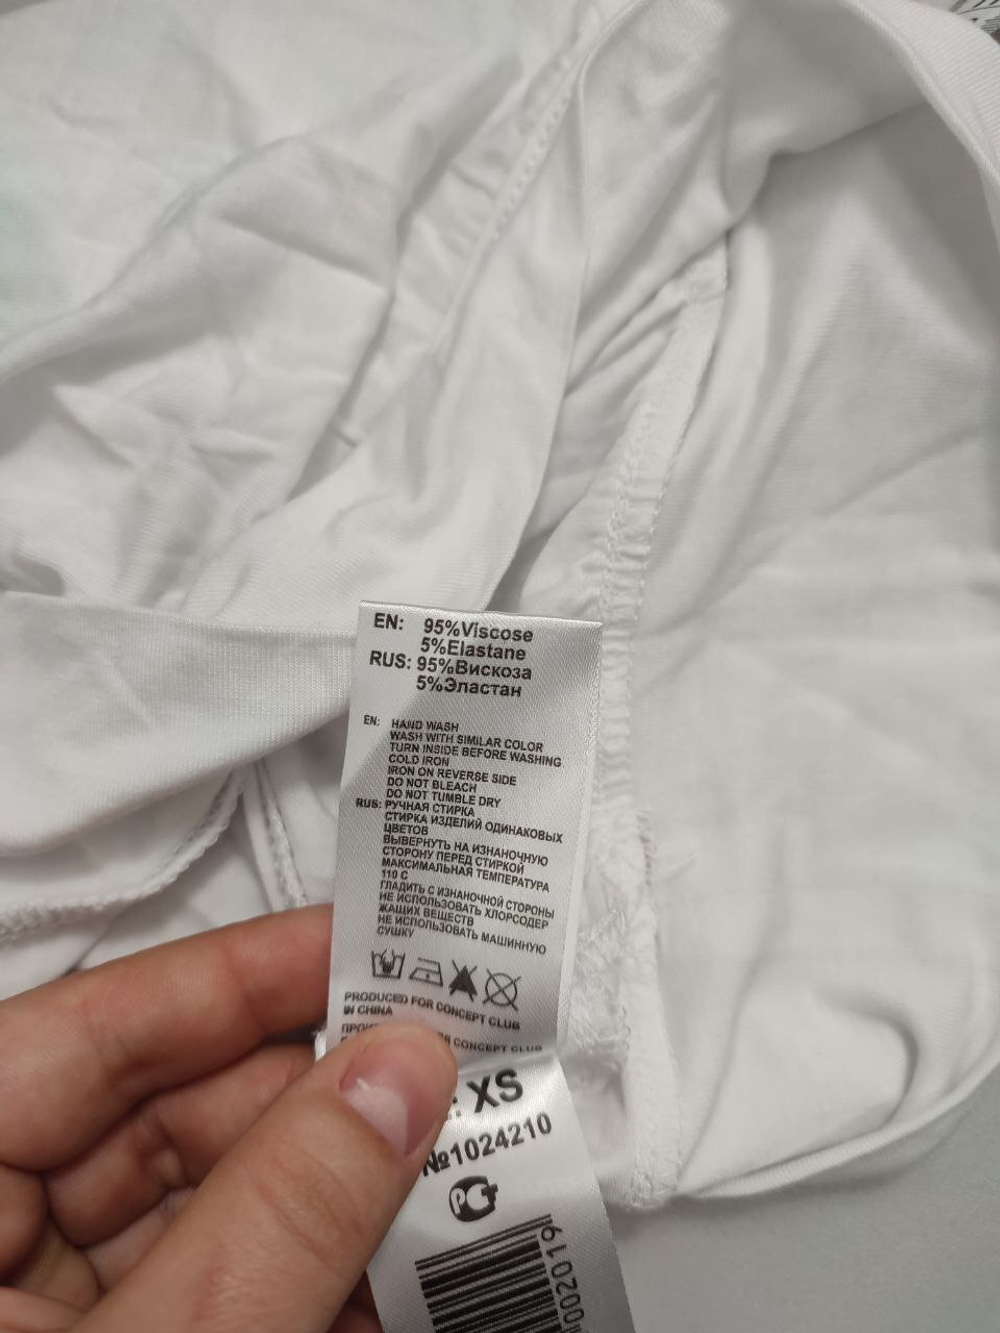 EN: 95%Viscose
5%Elastane
RUS: 95%Вискоза
5%Эластан
EN: HAND WASH
WASH WITH SIMILAR COLOR
TURN INSIDE BEFORE WASHING
COLD IRON
IRON ON REVERSE SIDE
DO NOT BLEACH
DO NOT TUMBLE DRY
RUS: РУЧНАЯ СТИРКА
СТИРКА ИЗДЕЛИЙ ОДИНАКОВЫХ
ЦВЕТОВ
ВЫВЕРНУТЬ НА ИЗНАНОЧНУЮ
СТОРОНУ ПЕРЕД СТИРКОЙ
МАКСИМАЛЬНАЯ ТЕМПЕРАТУРА
110 С
ГЛАДИТЬ С ИЗНАНОЧНОЙ СТОРОНЫ
НЕ ИСПОЛЬЗОВАТЬ ХЛОРСОДЕР
ЖАЩИХ ВЕЩЕСТВ
НЕ ИСПОЛЬЗОВАТЬ МАШИННУЮ
СУШКУ
PRODUCED FOR CONCEPT CLUB
IN CHINA
CONCEPT CLUB
XS
№1024210
РСТ
002019